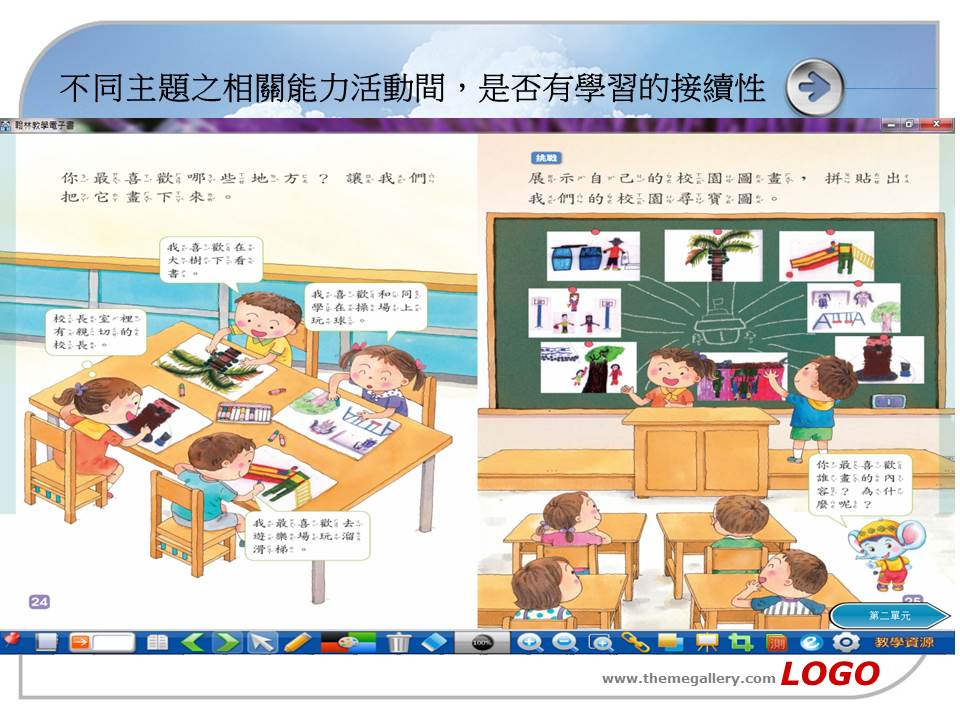 不同主題之相關能力活動間，是否有學習的接續性
翰林教學電子書
你最喜歡哪些地方？讓我們
把它畫下來。
我喜歡在
大樹下看
書。
我喜歡和同
學在操場上
玩球。
校長室裡
有親切的
校長。
我最喜歡去
遊樂場玩溜
滑梯。
24
挑戰
展示自己的校園圖畫，拼貼出
我們的校園尋寶圖。
你最喜歡
誰畫的內
容？為什
麼呢？
25
第二單元
100%
測
教學資源
www.themegallery.com
LOGO